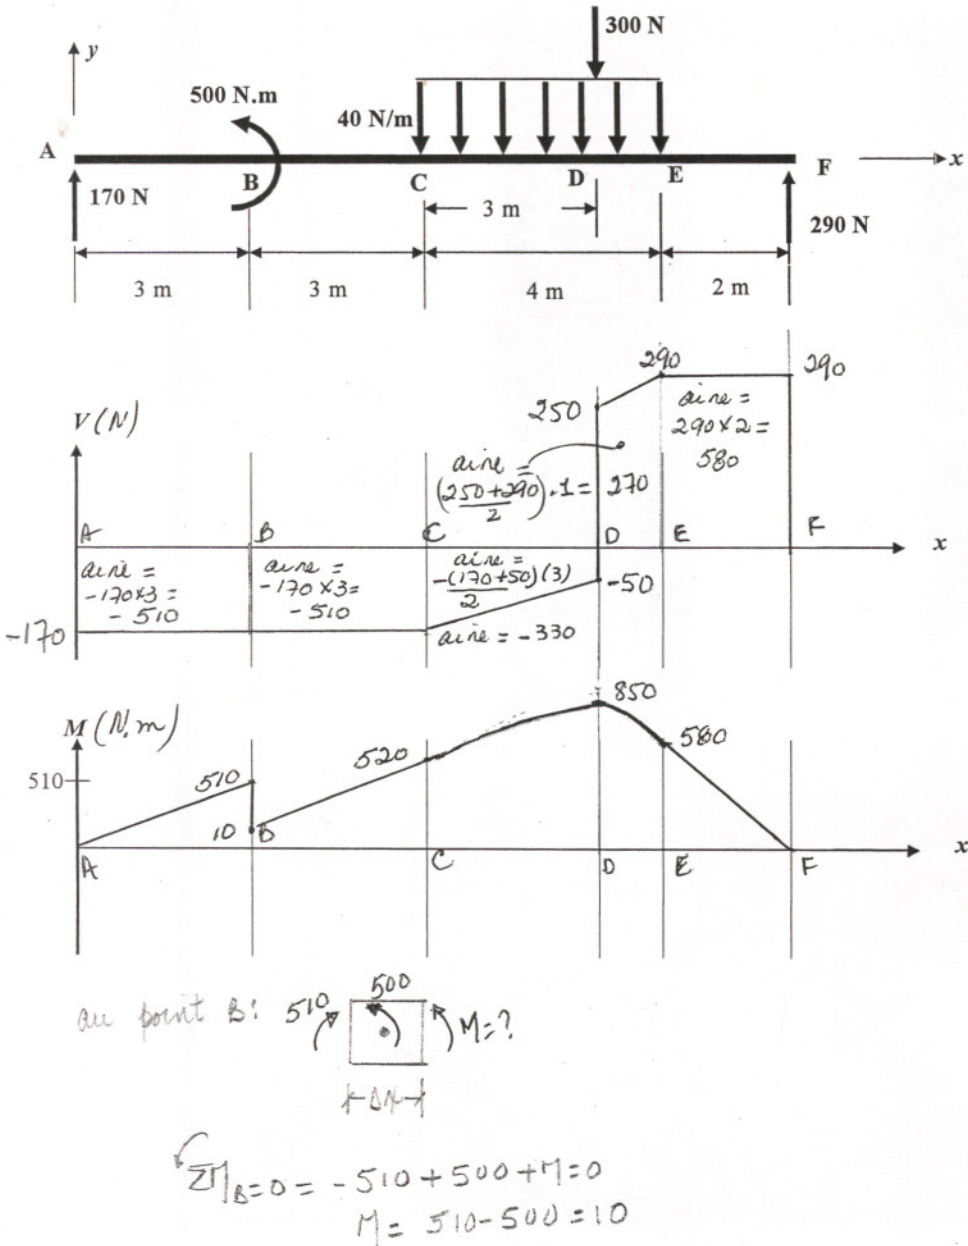 300 N
y
500 N.m
40 N/m
A
B
C
D
E
F
x
170 N
3 m
290 N
3 m
3 m
4 m
2 m
290
290
250
aire =
290×2=
580
V(N)
aire =
(250+290).1= 270
2
A
B
C
D
E
F
x
aire =
-170×3=
-510
aire =
-170×3=
-510
aire =
-(170+50)(3)
2
-50
-170
aire = -330
M(N.m)
850
580
520
510
510
10
B
A
C
D
E
F
x
au point B:
510
500
M=?
Δx
ΣM_B=0 = -510+500+M=0
M= 510-500=10